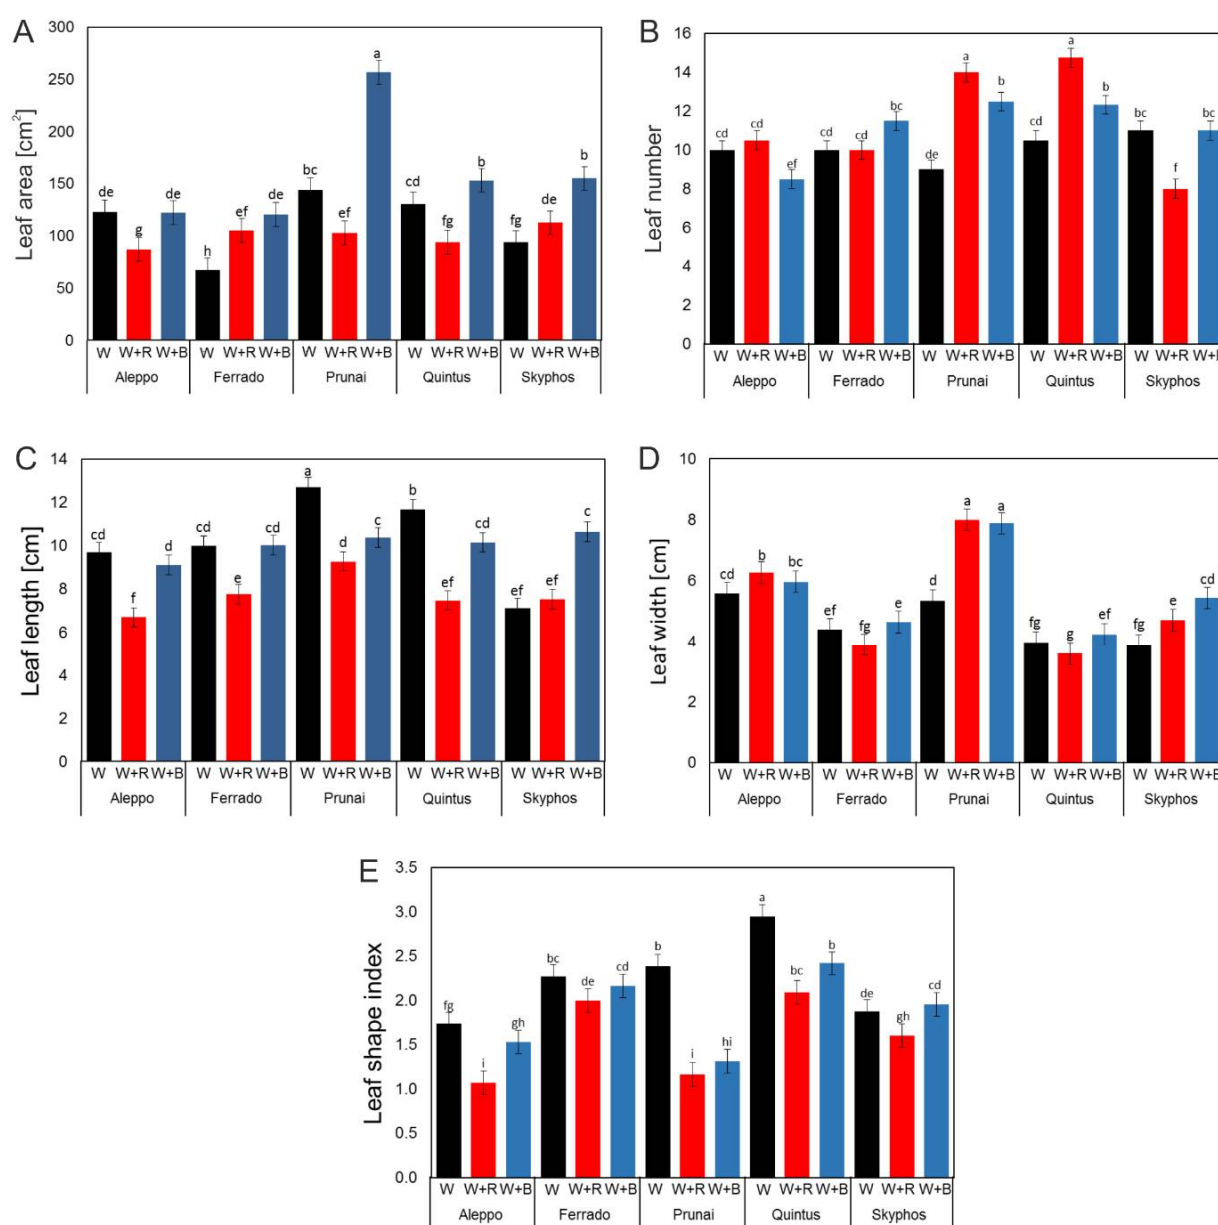 A
Leaf area [cm²]
300
250
200
150
100
50
0
de
g
de
h
ef
de
bc
ef
a
cd
fg
b
fg
de
b
W W+R W+B W W+R W+B W W+R W+B W W+R W+B W W+R W+B
Aleppo Ferrado Prunai Quintus Skyphos
B
Leaf number
16
14
12
10
8
6
4
2
0
cd
cd
ef
cd
cd
bc
de
a
b
cd
a
b
bc
f
bc
W W+R W+B W W+R W+B W W+R W+B W W+R W+B W W+R W+B
Aleppo Ferrado Prunai Quintus Skyphos
C
Leaf length [cm]
14
12
10
8
6
4
2
0
cd
f
d
cd
e
cd
a
d
c
b
ef
cd
ef
ef
c
W W+R W+B W W+R W+B W W+R W+B W W+R W+B W W+R W+B
Aleppo Ferrado Prunai Quintus Skyphos
D
Leaf width [cm]
10
8
6
4
2
0
cd
b
bc
ef
fg
e
d
a
a
fg
g
ef
fg
e
cd
W W+R W+B W W+R W+B W W+R W+B W W+R W+B W W+R W+B
Aleppo Ferrado Prunai Quintus Skyphos
E
Leaf shape index
3.5
3.0
2.5
2.0
1.5
1.0
0.5
0.0
fg
i
gh
bc
de
cd
b
i
hi
a
bc
b
de
gh
cd
W W+R W+B W W+R W+B W W+R W+B W W+R W+B W W+R W+B
Aleppo Ferrado Prunai Quintus Skyphos